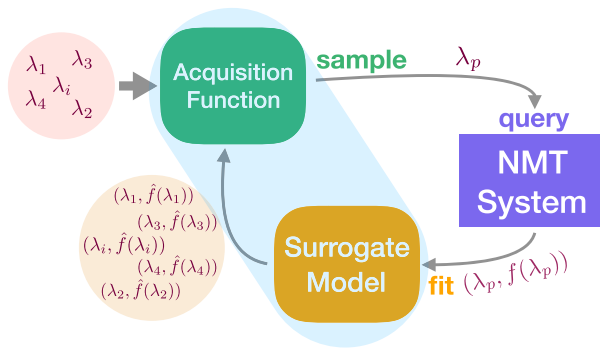 λ₁
λ₃
λᵢ
λ₄
λ₂
Acquisition
Function
sample
λₚ
query
NMT
System
(λ₁, f̂(λ₁))
(λ₃, f̂(λ₃))
(λᵢ, f̂(λᵢ))
(λ₄, f̂(λ₄))
(λ₂, f̂(λ₂))
Surrogate
Model
fit (λₚ, f(λₚ))